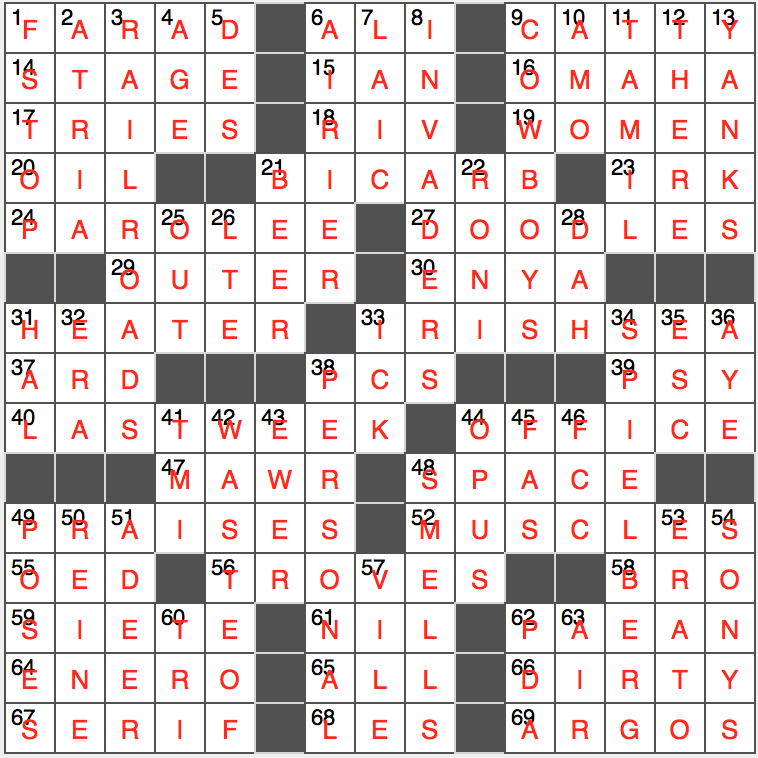 1 2 3 4 5 6 7 8 9 10 11 12 13
F A R A D A L I C A T T Y
14 15 16
S T A G E I A N O M A H A
17 18 19
T R I E S R I V W O M E N
20 21 22 23
O I L B I C A R B I R K
24 25 26 27 28
P A R O L E E D O O D L E S
29 30
O U T E R E N Y A
31 32 33 34 35 36
H E A T E R I R I S H S E A
37 38 39
A R D P C S P S Y
40 41 42 43 44 45 46
L A S T W E E K O F F I C E
47 48
M A W R S P A C E
49 50 51 52 53 54
P R A I S E S M U S C L E S
55 56 57 58
O E D T R O V E S B R O
59 60 61 62 63
S I E T E N I L P A E A N
64 65 66
E N E R O A L L D I R T Y
67 68 69
S E R I F L E S A R G O S